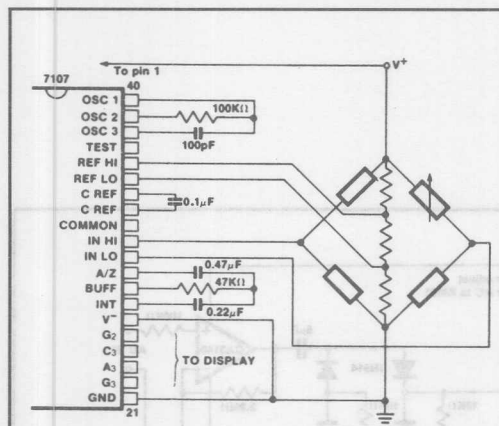 V+
To pin 1
7107
40
OSC 1
100KΩ
OSC 2
OSC 3
100pF
TEST
REF HI
REF LO
C REF
0.1µF
C REF
COMMON
IN HI
IN LO
0.47µF
A/Z
BUFF
47KΩ
INT
0.22µF
V−
G2
C3
TO DISPLAY
A3
G3
GND
21